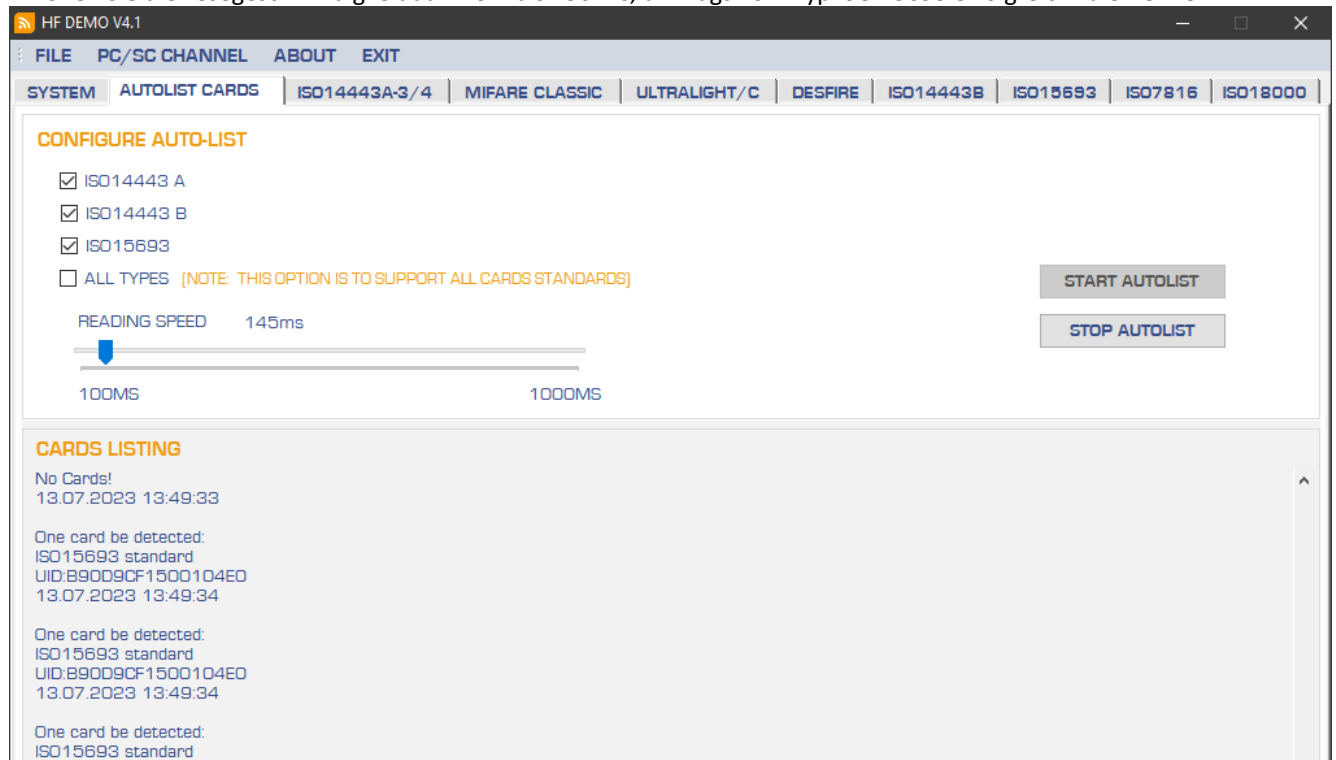 HF DEMO V4.1
FILE PC/SC CHANNEL ABOUT EXIT
SYSTEM AUTOLIST CARDS ISO14443A-3/4 MIFARE CLASSIC ULTRALIGHT/C DESFIRE ISO14443B ISO15693 ISO7816 ISO18000
CONFIGURE AUTO-LIST
ISO14443 A
ISO14443 B
ISO15693
ALL TYPES (NOTE: THIS OPTION IS TO SUPPORT ALL CARDS STANDARDS)
START AUTOLIST
READING SPEED 145ms
STOP AUTOLIST
100MS 1000MS
CARDS LISTING
No Cards!
13.07.2023 13:49:33
One card be detected:
ISO15693 standard
UID:B90D9CF1500104E0
13.07.2023 13:49:34
One card be detected:
ISO15693 standard
UID:B90D9CF1500104E0
13.07.2023 13:49:34
One card be detected:
ISO15693 standard